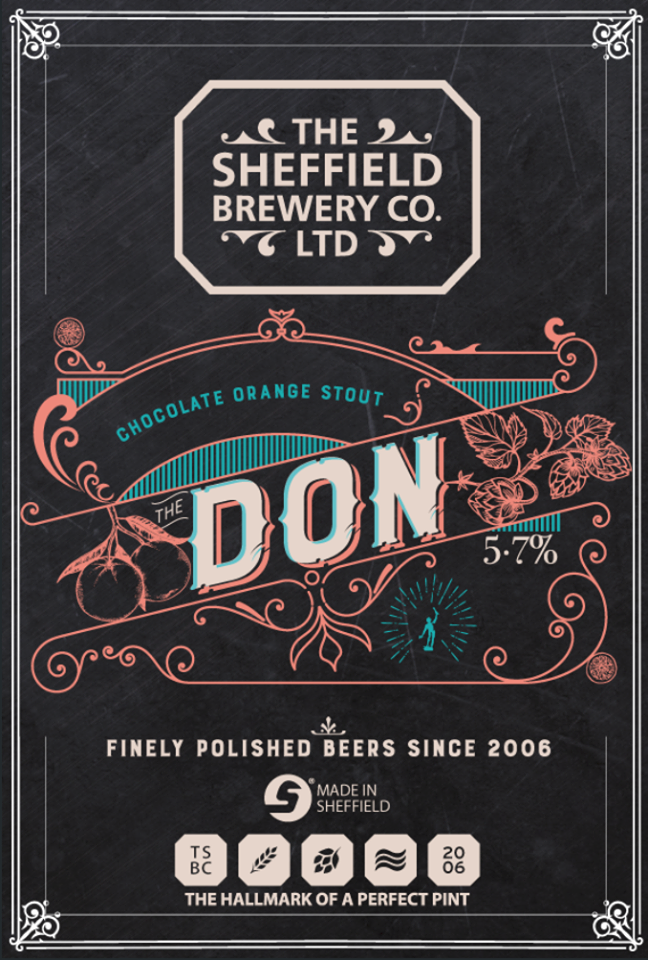 THE
SHEFFIELD
BREWERY CO.
LTD
CHOCOLATE ORANGE STOUT
THE
DON
5·7%
FINELY POLISHED BEERS SINCE 2006
S®
MADE IN
SHEFFIELD
TS
BC
20
06
THE HALLMARK OF A PERFECT PINT